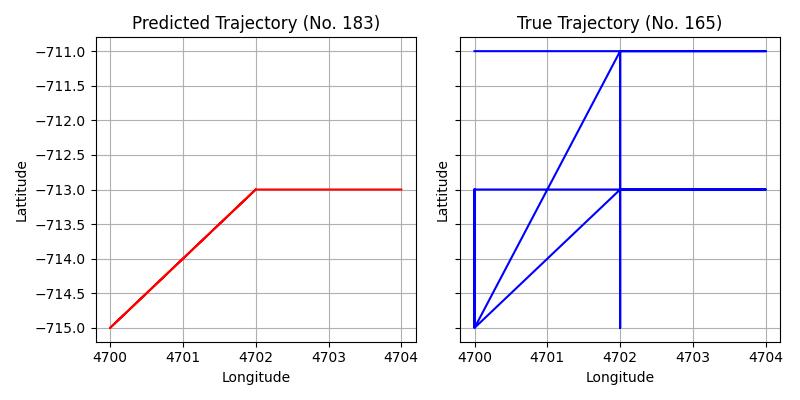 Predicted Trajectory (No. 183)
True Trajectory (No. 165)
−711.0
−711.5
−712.0
−712.5
−713.0
−713.5
−714.0
−714.5
−715.0
Lattitude
Lattitude
4700 4701 4702 4703 4704
4700 4701 4702 4703 4704
Longitude
Longitude